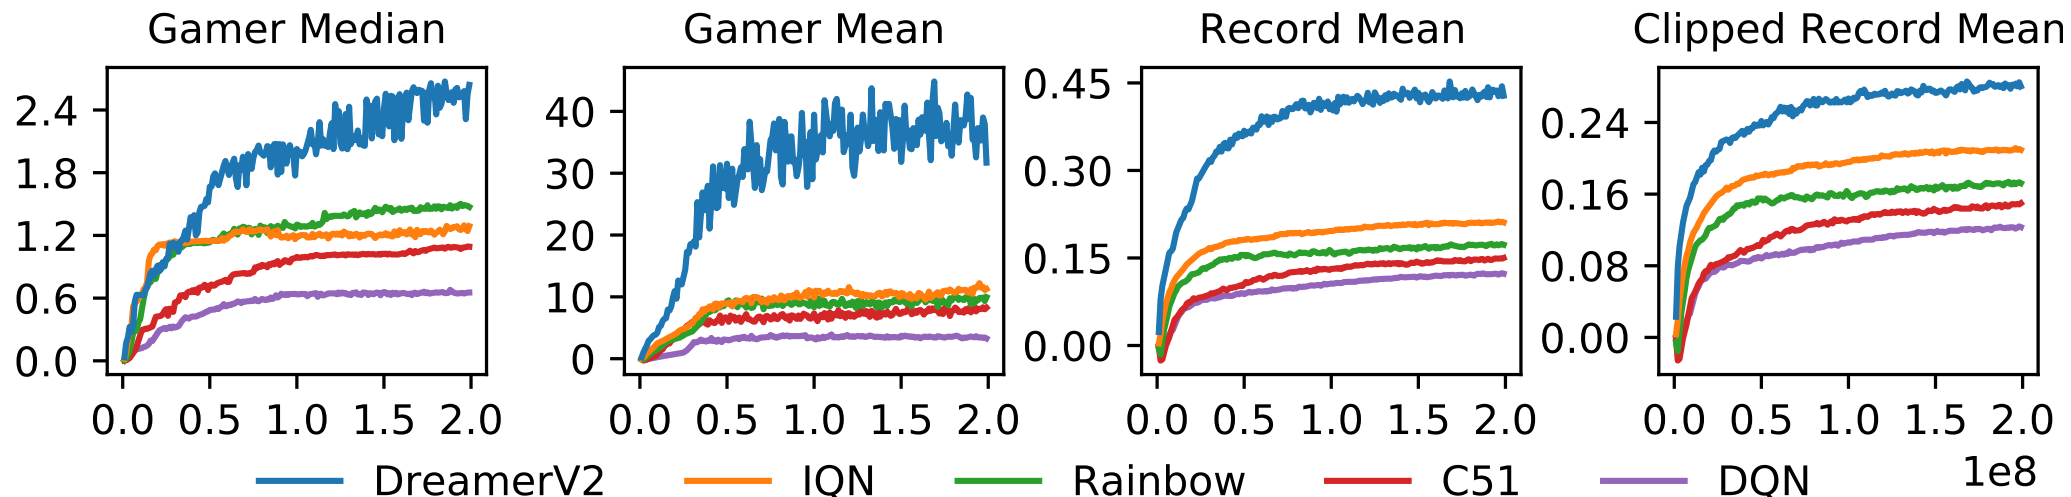 Gamer Median
Gamer Mean
Record Mean
Clipped Record Mean
2.4
1.8
1.2
0.6
0.0
0.0 0.5 1.0 1.5 2.0
40
30
20
10
0
0.0 0.5 1.0 1.5 2.0
0.45
0.30
0.15
0.00
0.0 0.5 1.0 1.5 2.0
0.24
0.16
0.08
0.00
0.0 0.5 1.0 1.5 2.0
1e8
DreamerV2 IQN Rainbow C51 DQN